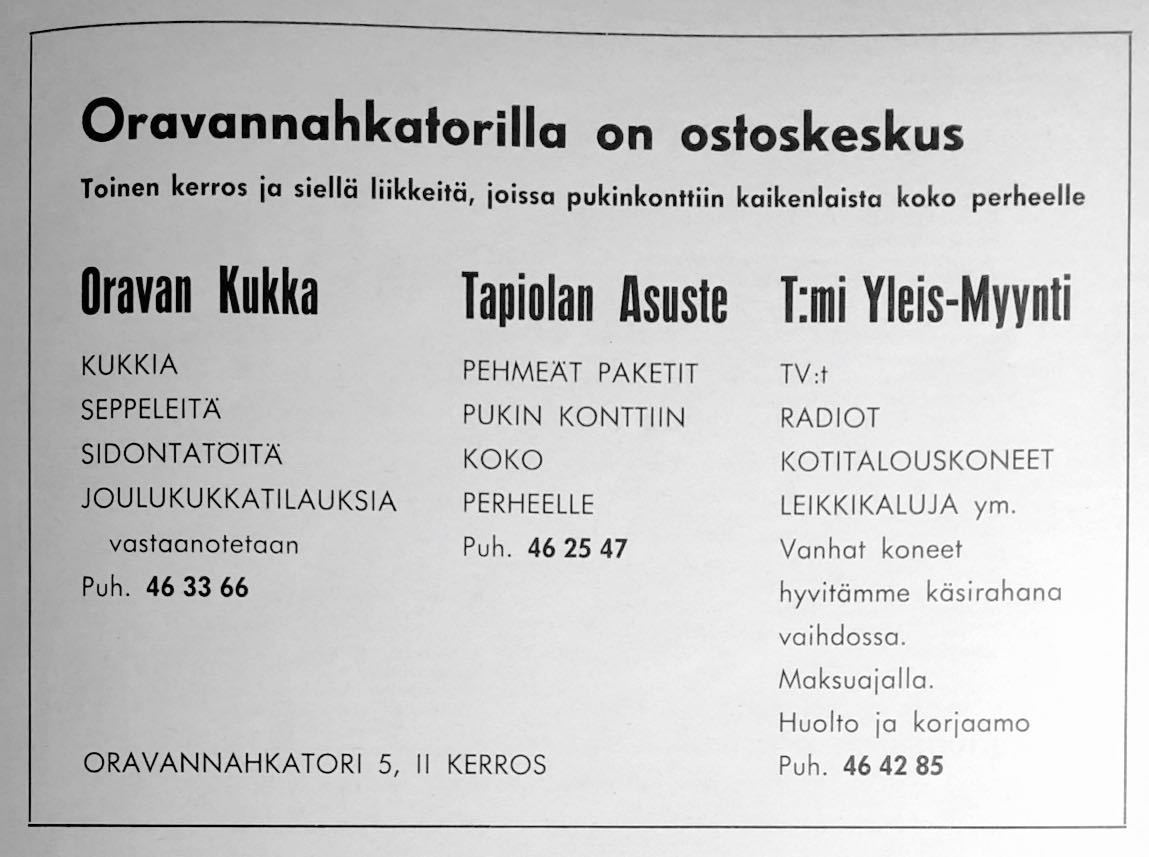 Oravannahkatorilla on ostoskeskus
Toinen kerros ja siellä liikkeitä, joissa pukinkonttiin kaikenlaista koko perheelle
Oravan Kukka
KUKKIA
SEPPELEITÄ
SIDONTATÖITÄ
JOULUKUKKATILAUKSIA
vastaanotetaan
Puh. 46 33 66
Tapiolan Asuste
PEHMEÄT PAKETIT
PUKIN KONTTIIN
KOKO
PERHEELLE
Puh. 46 25 47
T:mi Yleis-Myynti
TV:t
RADIOT
KOTITALOUSKONEET
LEIKKIKALUJA ym.
Vanhat koneet
hyvitämme käsirahana
vaihdossa.
Maksuajalla.
Huolto ja korjaamo
Puh. 46 42 85
ORAVANNAHKATORI 5, II KERROS